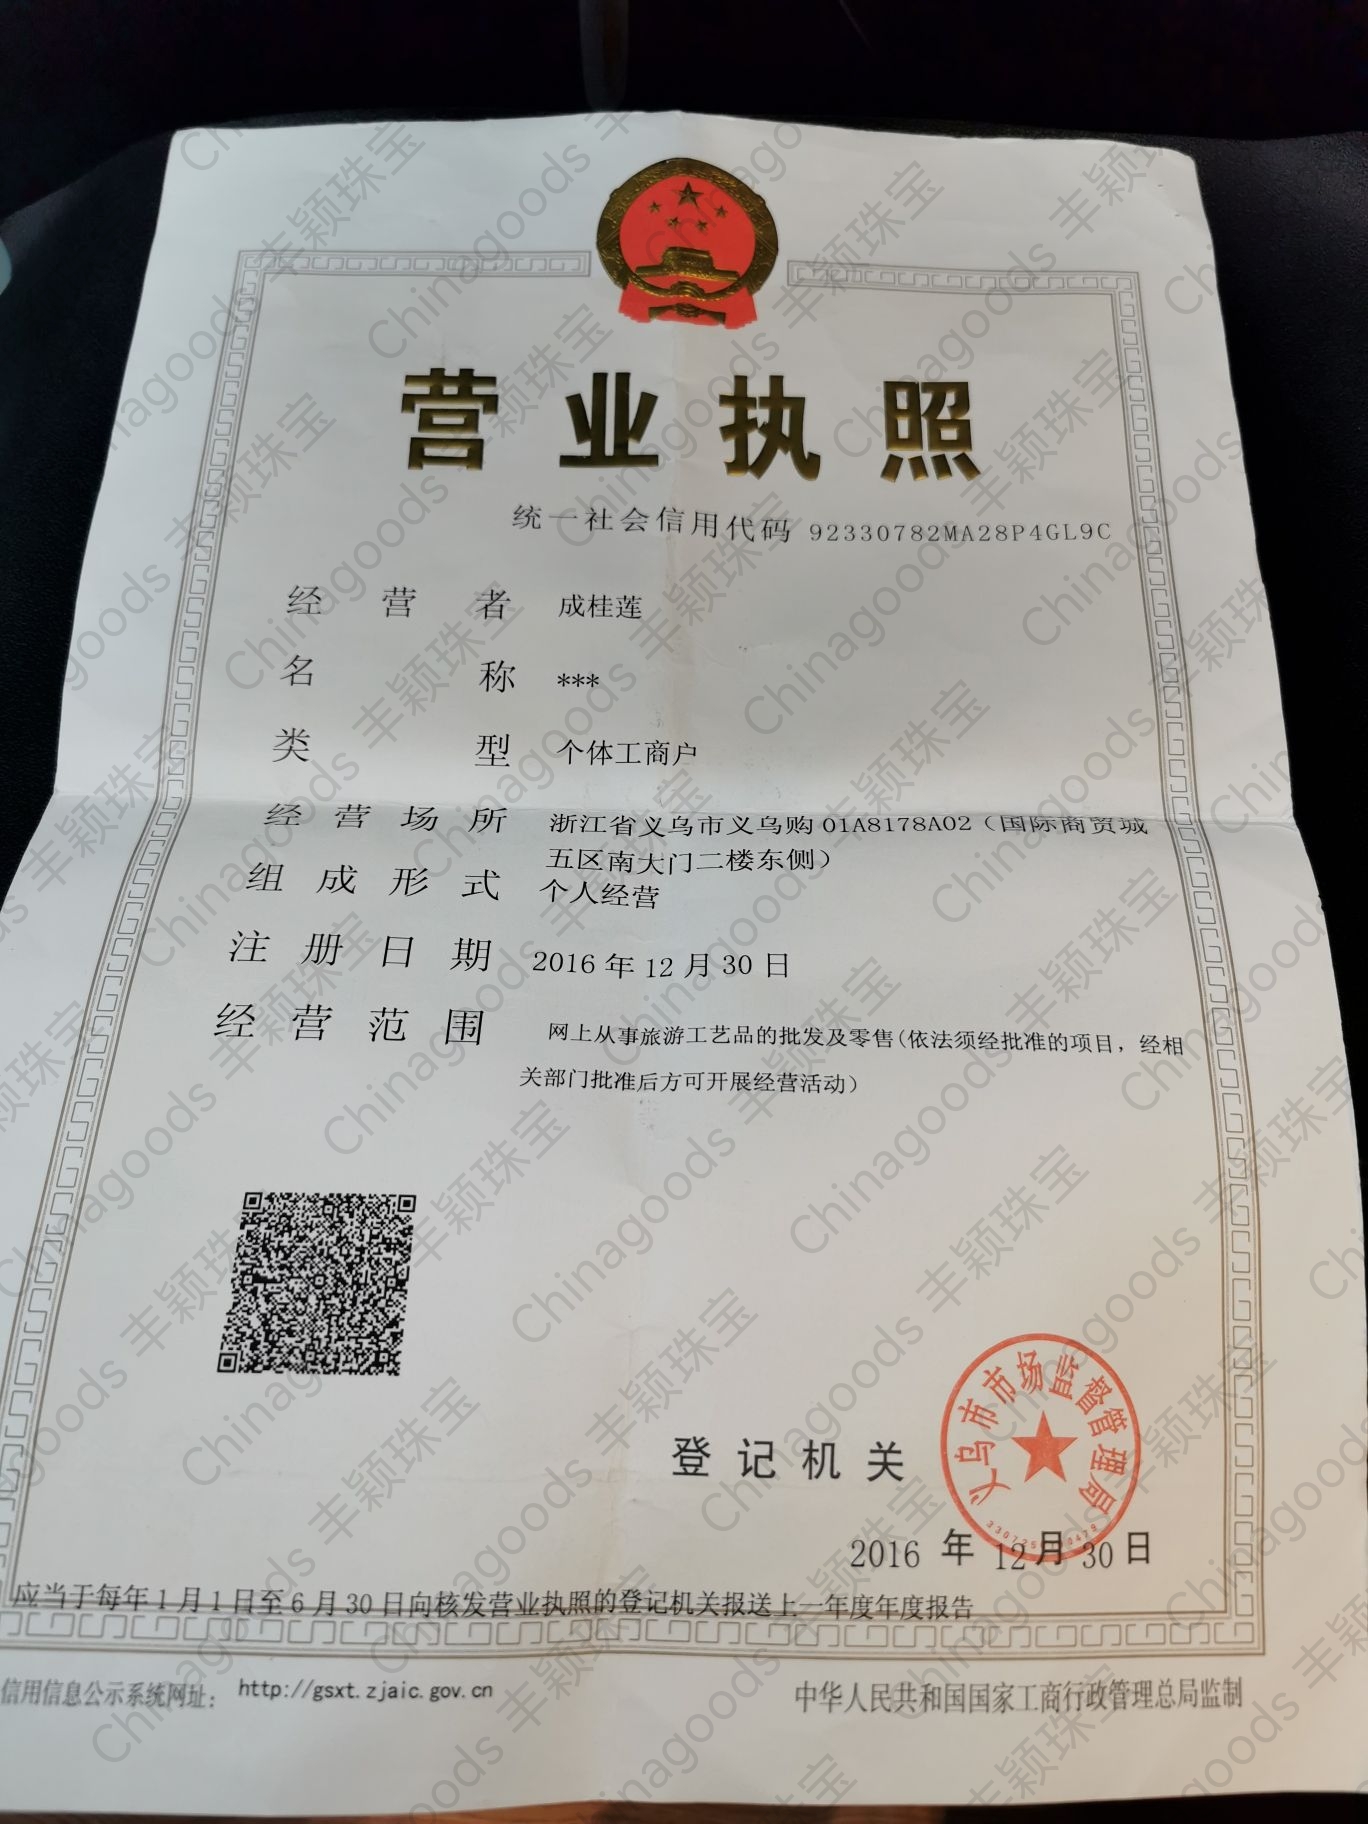 营业执照
统一社会信用代码 92330782MA28P4GL9C
经营者 成桂莲
名称 ***
类型 个体工商户
经营场所 浙江省义乌市义乌购01A8178A02（国际商贸城
五区南大门二楼东侧）
组成形式 个人经营
注册日期 2016年12月30日
经营范围 网上从事旅游工艺品的批发及零售(依法须经批准的项目，经相
关部门批准后方可开展经营活动）
登记机关
义乌市市场监督管理局
2016年12月30日
应当于每年1月1日至6月30日向核发营业执照的登记机关报送上一年度年度报告
信用信息公示系统网址： http://gsxt.zjaic.gov.cn
中华人民共和国国家工商行政管理总局监制
Chinagoods 丰颖珠宝